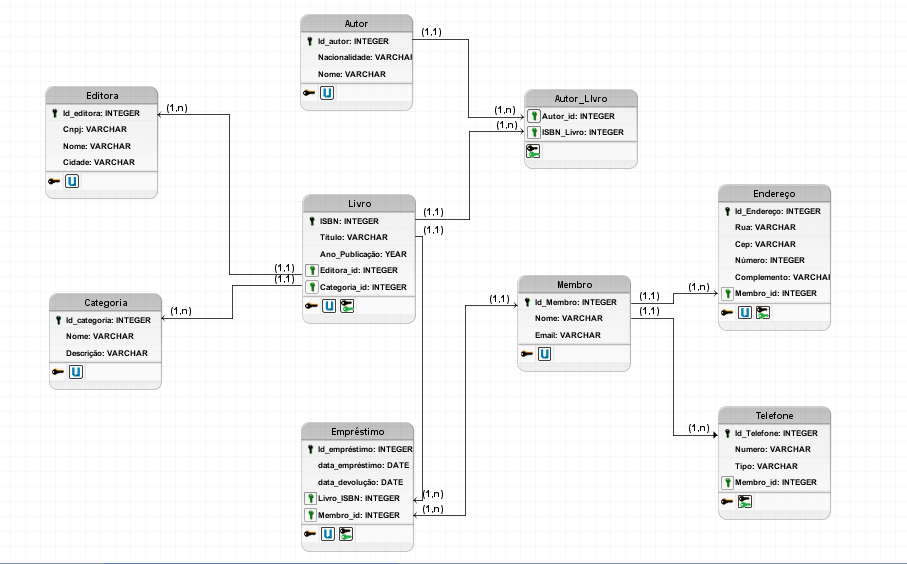 Autor
Id_autor: INTEGER
Nacionalidade: VARCHAI
Nome: VARCHAR
(1,1)
Editora
Id_editora: INTEGER
Cnpj: VARCHAR
Nome: VARCHAR
Cidade: VARCHAR
(1,n)
Autor_LIvro
Autor_id: INTEGER
ISBN_Livro: INTEGER
(1,n)
(1,n)
Livro
ISBN: INTEGER
Título: VARCHAR
Ano_Publicação: YEAR
Editora_id: INTEGER
Categoria_id: INTEGER
(1,1)
(1,1)
(1,1)
(1,1)
Endereço
Id_Endereço: INTEGER
Rua: VARCHAR
Cep: VARCHAR
Número: INTEGER
Complemento: VARCHAI
Membro_id: INTEGER
(1,n)
Membro
Id_Membro: INTEGER
Nome: VARCHAR
Email: VARCHAR
(1,1)
(1,1)
(1,1)
Categoria
Id_categoria: INTEGER
Nome: VARCHAR
Descrição: VARCHAR
(1,n)
Empréstimo
Id_empréstimo: INTEGER
data_empréstimo: DATE
data_devolução: DATE
Livro_ISBN: INTEGER
Membro_id: INTEGER
(1,n)
(1,n)
Telefone
Id_Telefone: INTEGER
Numero: VARCHAR
Tipo: VARCHAR
Membro_id: INTEGER
(1,n)